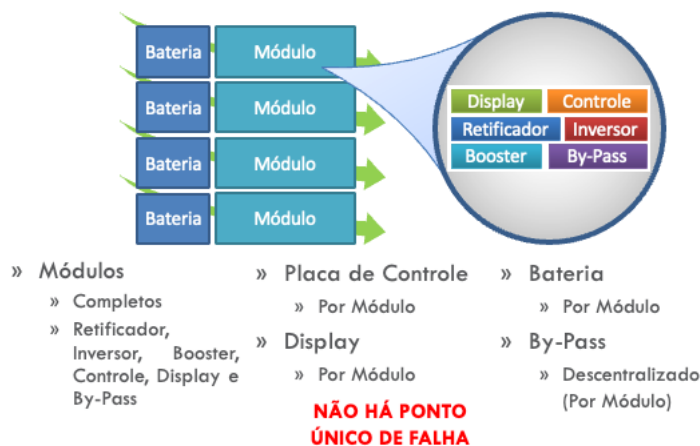 Bateria Módulo
Bateria Módulo
Bateria Módulo
Bateria Módulo
Display Controle
Retificador Inversor
Booster By-Pass
» Módulos
» Completos
» Retificador,
Inversor, Booster,
Controle, Display e
By-Pass
» Placa de Controle
» Por Módulo
» Display
» Por Módulo
» Bateria
» Por Módulo
» By-Pass
» Descentralizado
(Por Módulo)
NÃO HÁ PONTO
ÚNICO DE FALHA